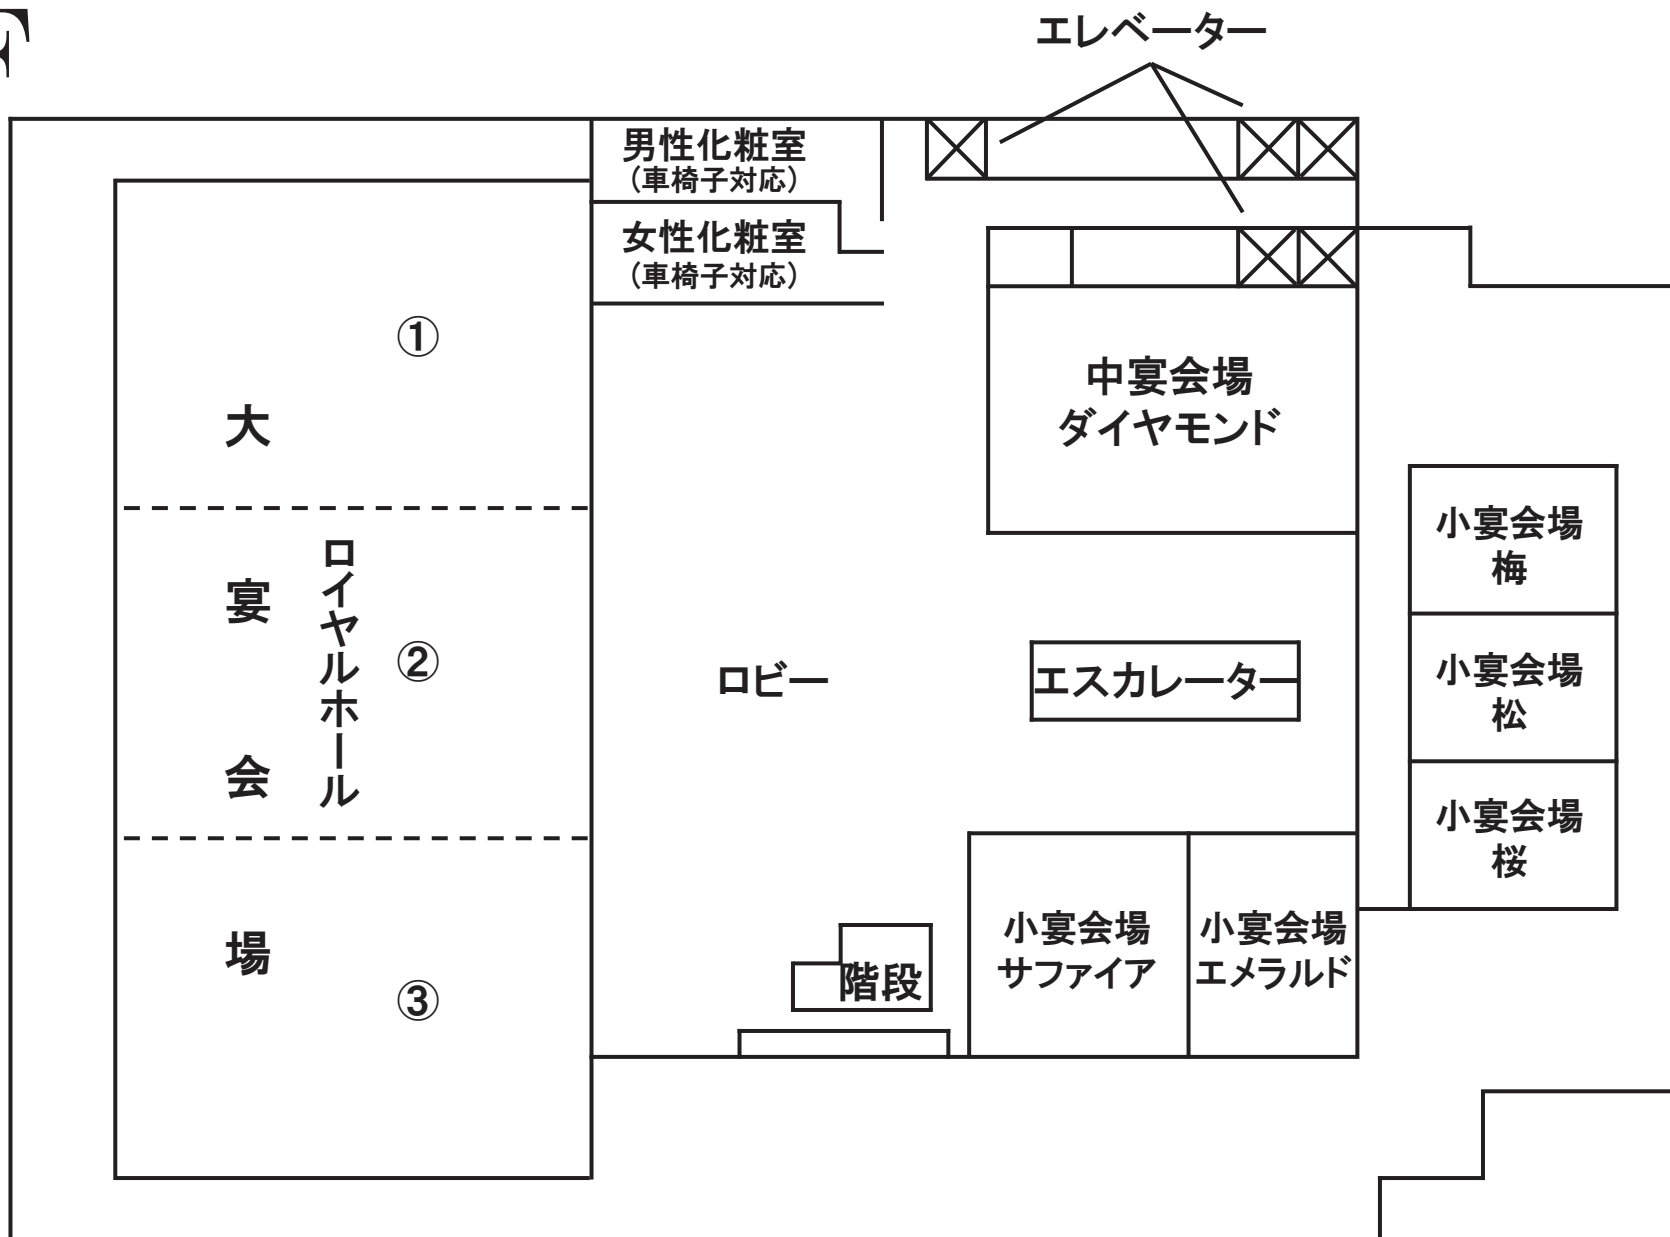 F
エレベーター
男性化粧室
（車椅子対応）
女性化粧室
（車椅子対応）
①
大宴会場
ロイヤルホール
②
③
中宴会場
ダイヤモンド
ロビー
エスカレーター
小宴会場
梅
小宴会場
松
小宴会場
桜
階段
小宴会場
サファイア
小宴会場
エメラルド